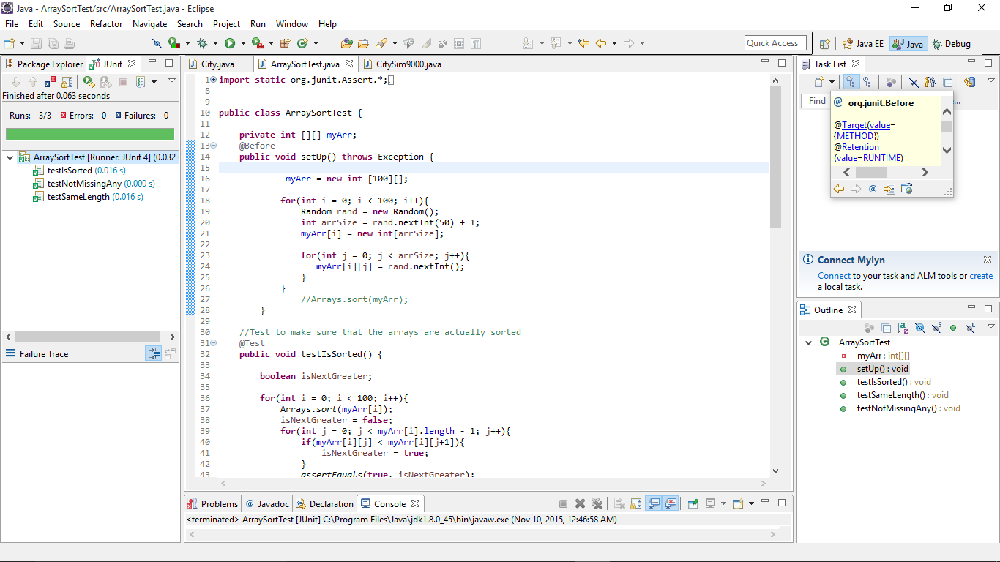 Java - ArraySortTest/src/ArraySortTest.java - Eclipse
File Edit Source Refactor Navigate Search Project Run Window Help
Quick Access Java EE Java Debug
Package Explorer JUnit
Finished after 0.063 seconds
Runs: 3/3 Errors: 0 Failures: 0
ArraySortTest [Runner: JUnit 4] (0.032
testIsSorted (0.016 s)
testNotMissingAny (0.000 s)
testSameLength (0.016 s)
Failure Trace
City.java ArraySortTest.java CitySim9000.java
1 import static org.junit.Assert.*;
8
9
10 public class ArraySortTest {
11
12 private int [][] myArr;
13 @Before
14 public void setUp() throws Exception {
15
16 myArr = new int [100][];
17
18 for(int i = 0; i < 100; i++){
19 Random rand = new Random();
20 int arrSize = rand.nextInt(50) + 1;
21 myArr[i] = new int[arrSize];
22
23 for(int j = 0; j < arrSize; j++){
24 myArr[i][j] = rand.nextInt();
25 }
26 }
27 //Arrays.sort(myArr);
28 }
29
30 //Test to make sure that the arrays are actually sorted
31 @Test
32 public void testIsSorted() {
33
34 boolean isNextGreater;
35
36 for(int i = 0; i < 100; i++){
37 Arrays.sort(myArr[i]);
38 isNextGreater = false;
39 for(int j = 0; j < myArr[i].length - 1; j++){
40 if(myArr[i][j] < myArr[i][j+1]){
41 isNextGreater = true;
42 }
43 assertEquals(true, isNextGreater);
Problems @ Javadoc Declaration Console
<terminated> ArraySortTest [JUnit] C:\Program Files\Java\jdk1.8.0_45\bin\javaw.exe (Nov 10, 2015, 12:46:58 AM)
Task List
Find
@ org.junit.Before
@Target(value=
{METHOD})
@Retention
(value=RUNTIME)
Connect Mylyn
Connect to your task and ALM tools or create
a local task.
Outline
ArraySortTest
myArr : int[][]
setUp() : void
testIsSorted() : void
testSameLength() : void
testNotMissingAny() : void